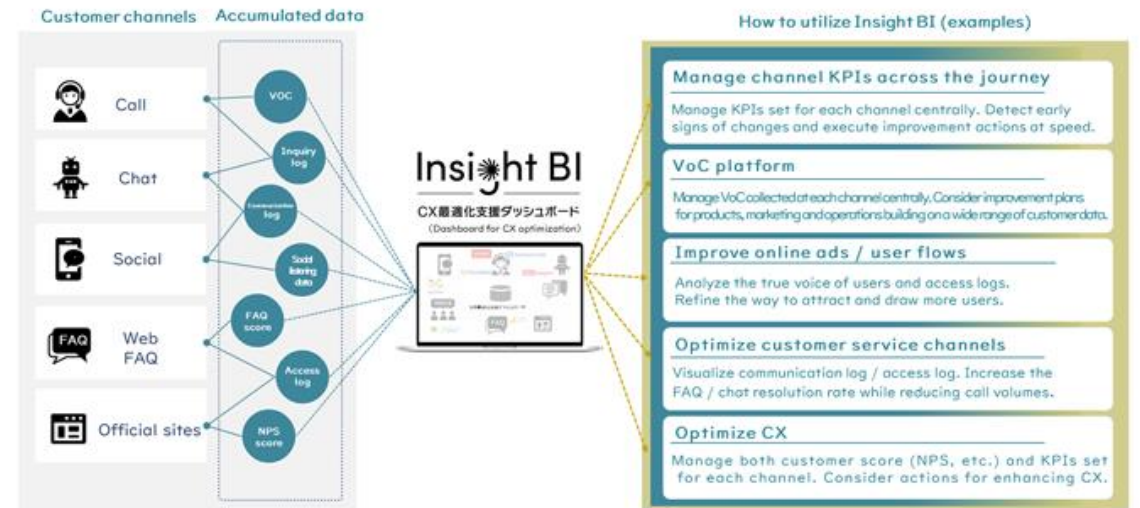 Customer channels
Accumulated data
How to utilize Insight BI (examples)
Call
Chat
Social
FAQ
Web
FAQ
Official sites
VOC
Inquiry
log
Communication
log
Social
listening
data
FAQ
score
Access
log
NPS
score
Insight BI
CX最適化支援ダッシュボード
(Dashboard for CX optimization)
Manage channel KPIs across the journey
Manage KPIs set for each channel centrally. Detect early
signs of changes and execute improvement actions at speed.
VoC platform
Manage VoC collected at each channel centrally. Consider improvement plans
for products, marketing and operations building on a wide range of customer data.
Improve online ads / user flows
Analyze the true voice of users and access logs.
Refine the way to attract and draw more users.
Optimize customer service channels
Visualize communication log / access log. Increase the
FAQ / chat resolution rate while reducing call volumes.
Optimize CX
Manage both customer score (NPS, etc.) and KPIs set
for each channel. Consider actions for enhancing CX.